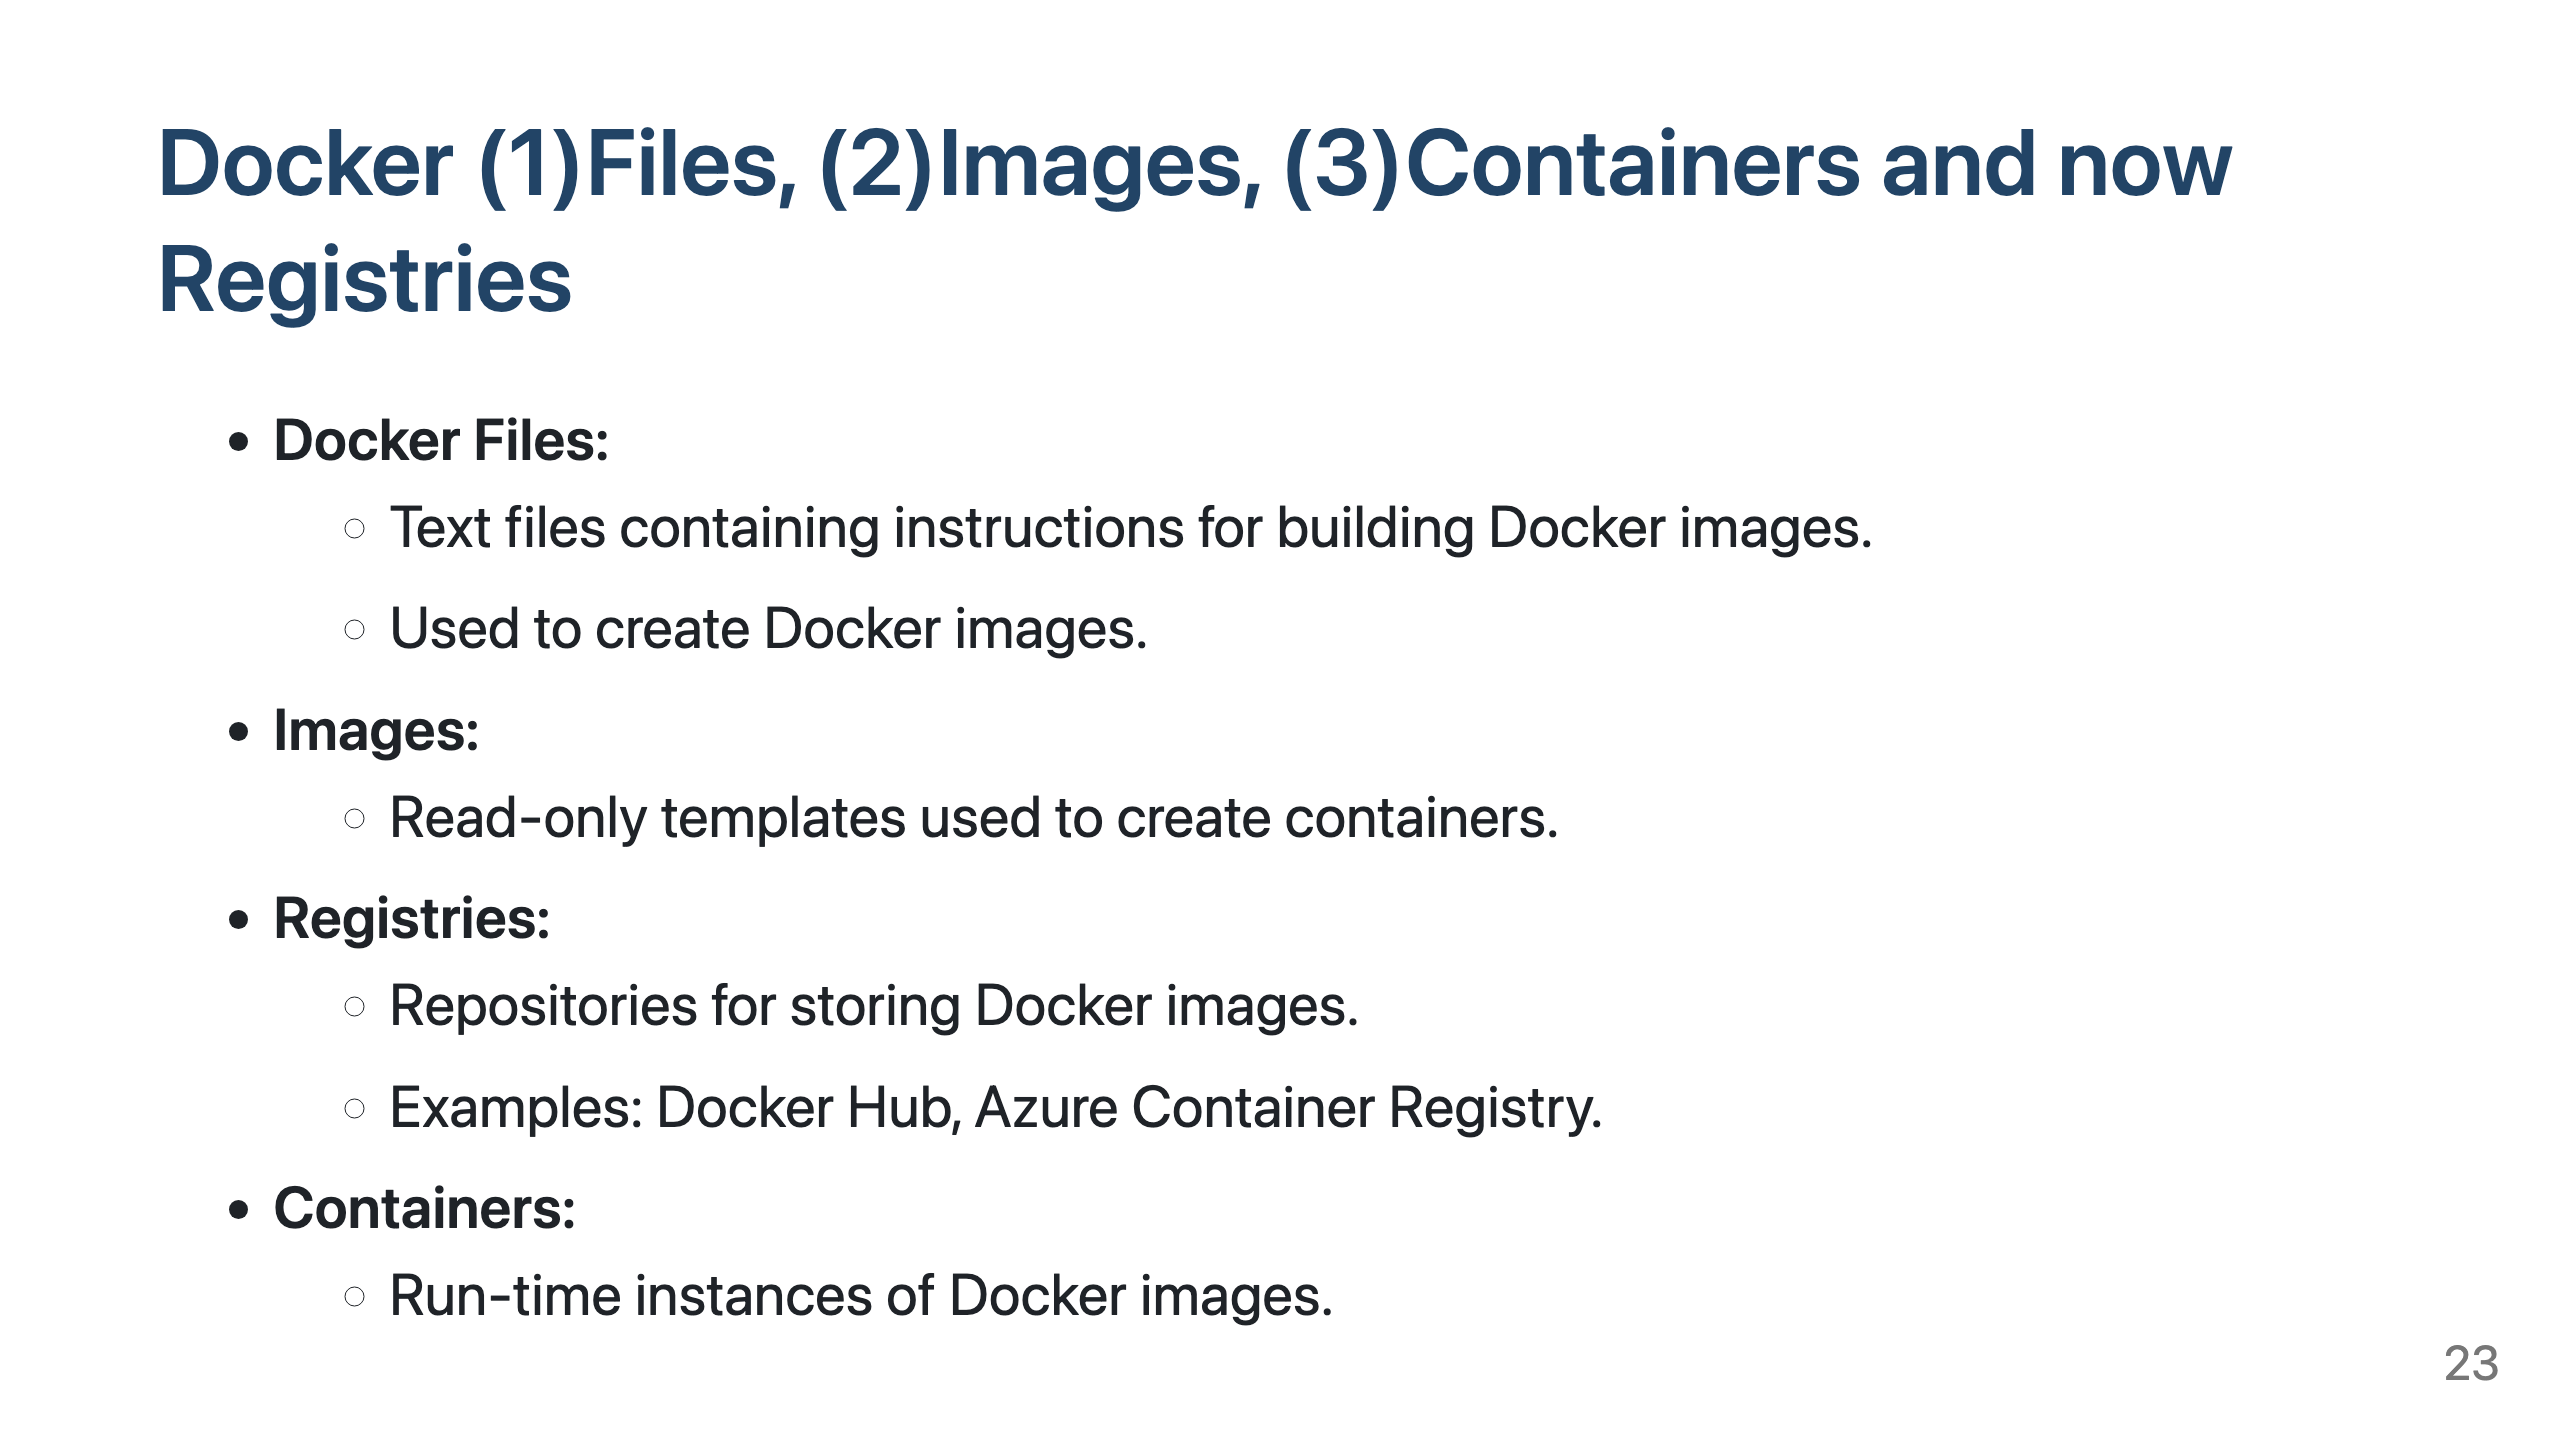 Docker (1)Files, (2)Images, (3)Containers and now
Registries
• Docker Files:
○ Text files containing instructions for building Docker images.
○ Used to create Docker images.
• Images:
○ Read-only templates used to create containers.
• Registries:
○ Repositories for storing Docker images.
○ Examples: Docker Hub, Azure Container Registry.
• Containers:
○ Run-time instances of Docker images.
23